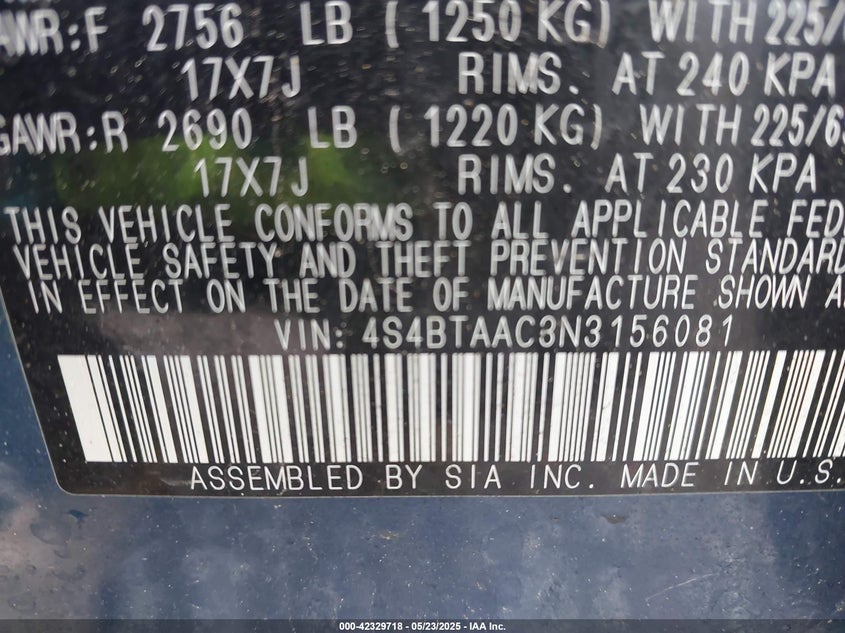 AWR:F 2756 LB ( 1250 KG) WITH 225/
17X7J RIMS. AT 240 KPA
GAWR:R 2690 LB ( 1220 KG) WITH 225/65
17X7J RIMS. AT 230 KPA
THIS VEHICLE CONFORMS TO ALL APPLICABLE FED
VEHICLE SAFETY AND THEFT PREVENTION STANDARD
IN EFFECT ON THE DATE OF MANUFACTURE SHOWN A
VIN: 4S4BTAAC3N3156081
ASSEMBLED BY SIA INC. MADE IN U.S.
000-42329718 - 05/23/2025 - IAA Inc.